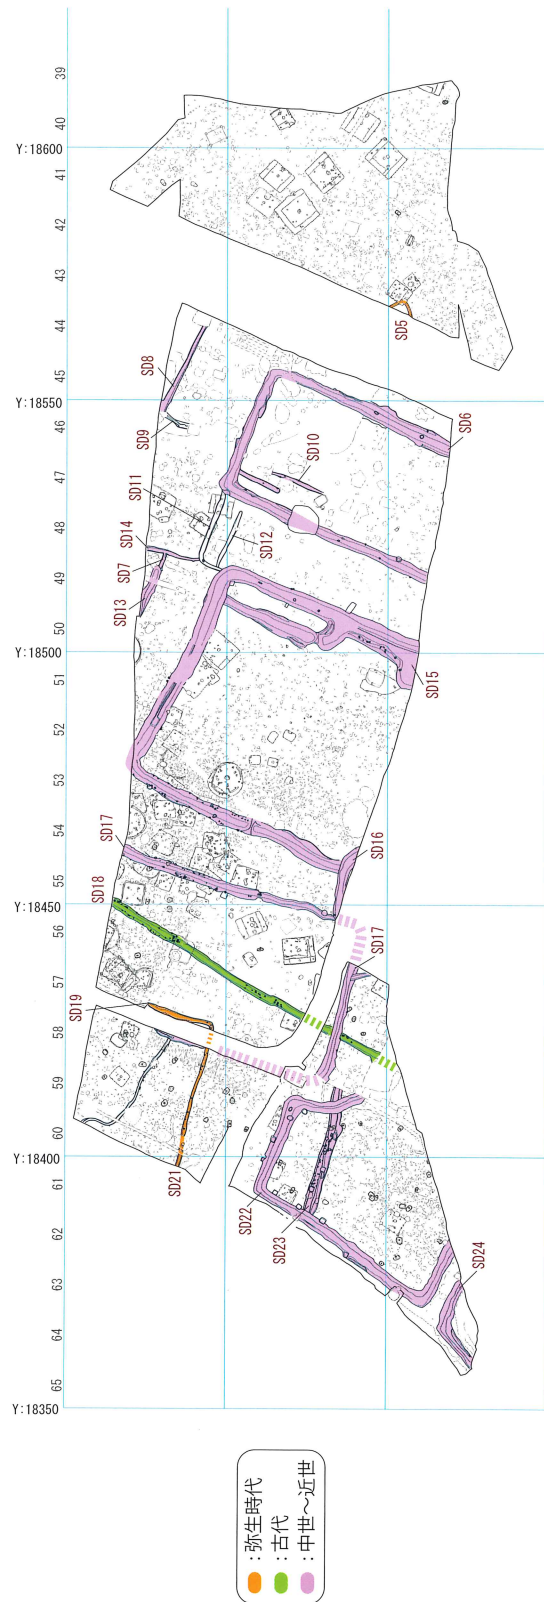 39
40
Y:18600
41
42
43
SD5
44
SD8
45
Y:18550
SD9
46
SD6
SD10
47
SD11
48
SD14
SD12
SD7
49
SD13
50
Y:18500
SD15
51
52
53
54
SD17
SD16
55
SD18
Y:18450
56
SD17
57
SD19
58
59
60
Y:18400
SD21
61
SD22
SD23
62
SD24
63
64
65
Y:18350
:弥生時代
:古代
:中世~近世